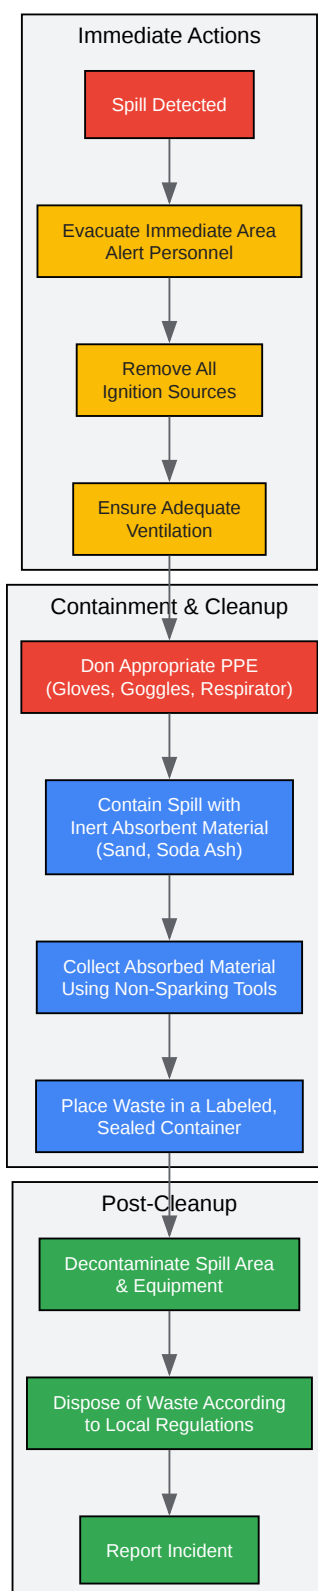 Immediate Actions
Spill Detected
Evacuate Immediate Area
Alert Personnel
Remove All
Ignition Sources
Ensure Adequate
Ventilation
Containment & Cleanup
Don Appropriate PPE
(Gloves, Goggles, Respirator)
Contain Spill with
Inert Absorbent Material
(Sand, Soda Ash)
Collect Absorbed Material
Using Non-Sparking Tools
Place Waste in a Labeled,
Sealed Container
Post-Cleanup
Decontaminate Spill Area
& Equipment
Dispose of Waste According
to Local Regulations
Report Incident